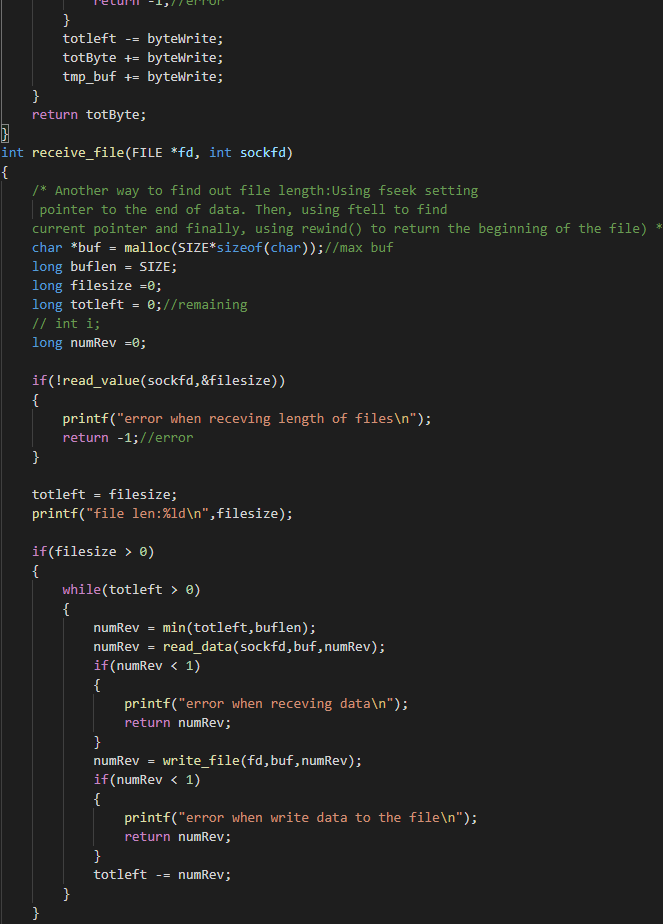 return -1;//error
}
totleft -= byteWrite;
totByte += byteWrite;
tmp_buf += byteWrite;
}
return totByte;
}
int receive_file(FILE *fd, int sockfd)
{
/* Another way to find out file length:Using fseek setting
pointer to the end of data. Then, using ftell to find
current pointer and finally, using rewind() to return the beginning of the file) *
char *buf = malloc(SIZE*sizeof(char));//max buf
long buflen = SIZE;
long filesize =0;
long totleft = 0;//remaining
// int i;
long numRev =0;
if(!read_value(sockfd,&filesize))
{
printf("error when receving length of files\n");
return -1;//error
}
totleft = filesize;
printf("file len:%ld\n",filesize);
if(filesize > 0)
{
while(totleft > 0)
{
numRev = min(totleft,buflen);
numRev = read_data(sockfd,buf,numRev);
if(numRev < 1)
{
printf("error when receving data\n");
return numRev;
}
numRev = write_file(fd,buf,numRev);
if(numRev < 1)
{
printf("error when write data to the file\n");
return numRev;
}
totleft -= numRev;
}
}